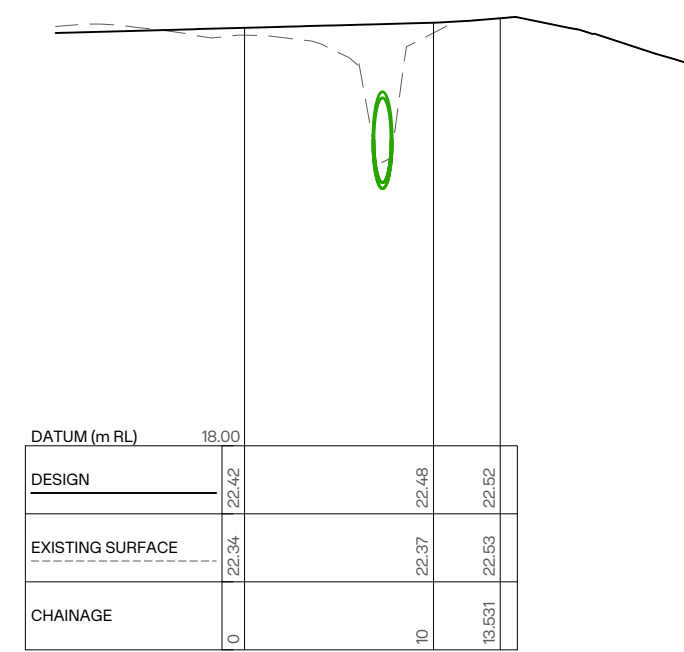 DATUM (m RL) 18.00
DESIGN 22.42 22.48 22.52
EXISTING SURFACE 22.34 22.37 22.53
CHAINAGE 0 10 13.531